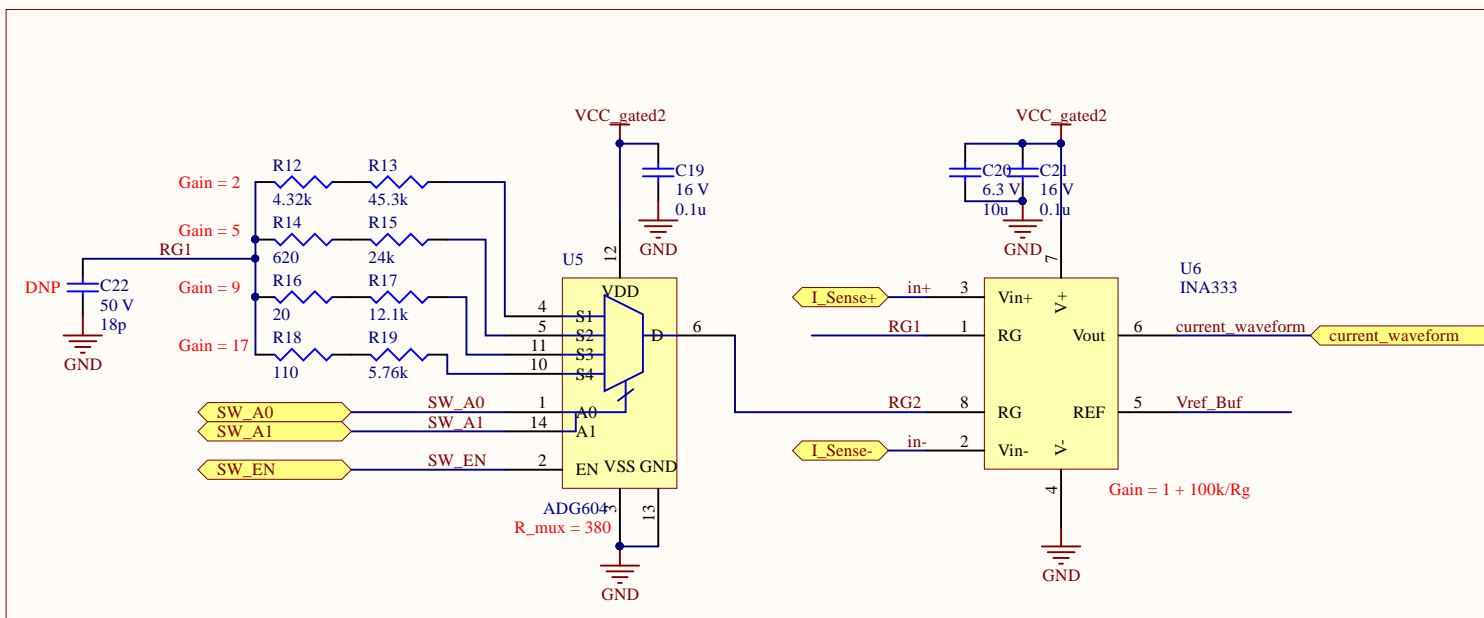 VCC_gated2
VCC_gated2
R12
R13
Gain = 2
4.32k
45.3k
C19
16 V
0.1u
C20
6.3 V
10u
C21
16 V
0.1u
R14
R15
Gain = 5
620
24k
RG1
GND
GND
12
7
U5
U6
INA333
DNP
C22
50 V
18p
GND
R16
R17
Gain = 9
20
12.1k
R18
R19
Gain = 17
110
5.76k
VDD
4
S1
5
S2
11
S3
10
S4
D
6
SW_A0
SW_A0
1
A0
SW_A1
SW_A1
14
A1
SW_EN
SW_EN
2
EN
VSS
GND
ADG604
3
13
R_mux = 380
GND
I_Sense+
in+
3
Vin+
V+
RG1
1
RG
Vout
6
current_waveform
current_waveform
RG2
8
RG
REF
5
Vref_Buf
I_Sense-
in-
2
Vin-
V-
4
Gain = 1 + 100k/Rg
GND